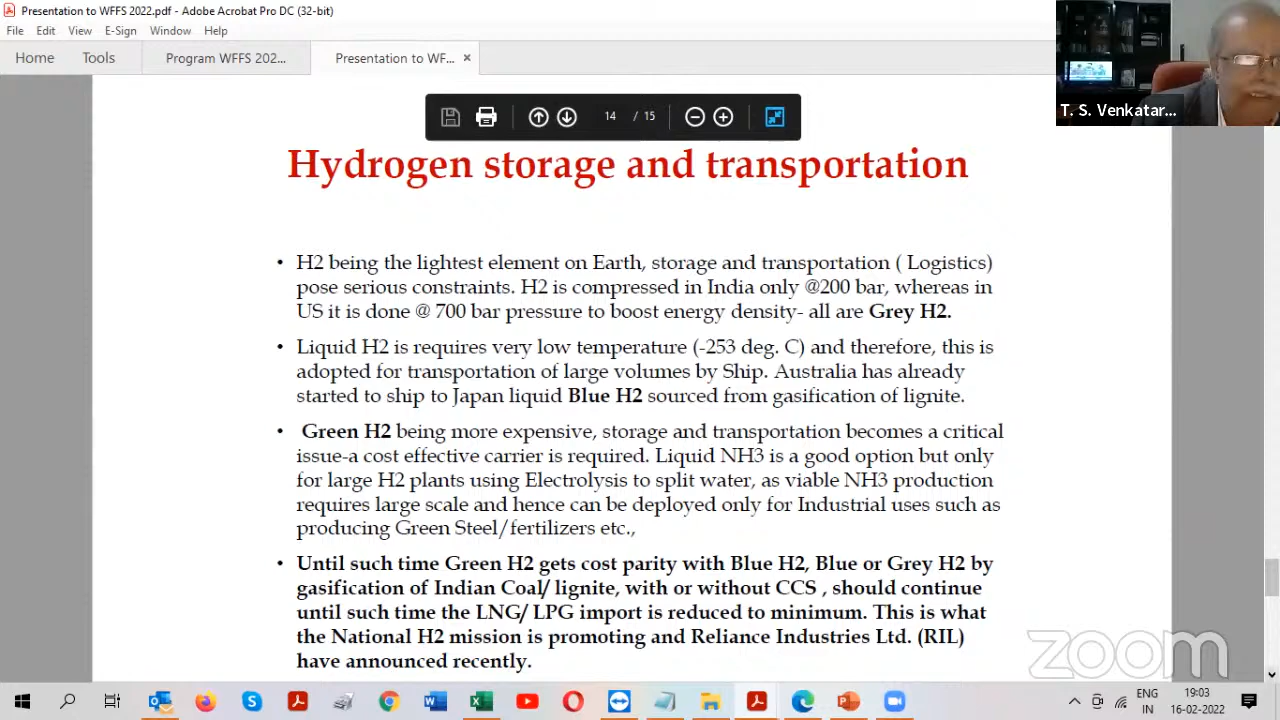 Presentation to WFFS 2022.pdf - Adobe Acrobat Pro DC (32-bit)
File Edit View E-Sign Window Help
Home Tools Program WFFS 202... Presentation to WF... ×
T. S. Venkatar...
14 / 15
Hydrogen storage and transportation
• H2 being the lightest element on Earth, storage and transportation ( Logistics)
pose serious constraints. H2 is compressed in India only @200 bar, whereas in
US it is done @ 700 bar pressure to boost energy density- all are Grey H2.
• Liquid H2 is requires very low temperature (-253 deg. C) and therefore, this is
adopted for transportation of large volumes by Ship. Australia has already
started to ship to Japan liquid Blue H2 sourced from gasification of lignite.
• Green H2 being more expensive, storage and transportation becomes a critical
issue-a cost effective carrier is required. Liquid NH3 is a good option but only
for large H2 plants using Electrolysis to split water, as viable NH3 production
requires large scale and hence can be deployed only for Industrial uses such as
producing Green Steel/fertilizers etc.,
• Until such time Green H2 gets cost parity with Blue H2, Blue or Grey H2 by
gasification of Indian Coal/ lignite, with or without CCS , should continue
until such time the LNG/ LPG import is reduced to minimum. This is what
the National H2 mission is promoting and Reliance Industries Ltd. (RIL)
have announced recently.
zoom
ENG 19:03
IN 16-02-2022